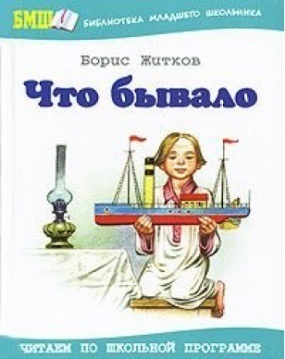 БМШ БИБЛИОТЕКА МЛАДШЕГО ШКОЛЬНИКА
Борис Житков
Что бывало
ЧИТАЕМ ПО ШКОЛЬНОЙ ПРОГРАММЕ